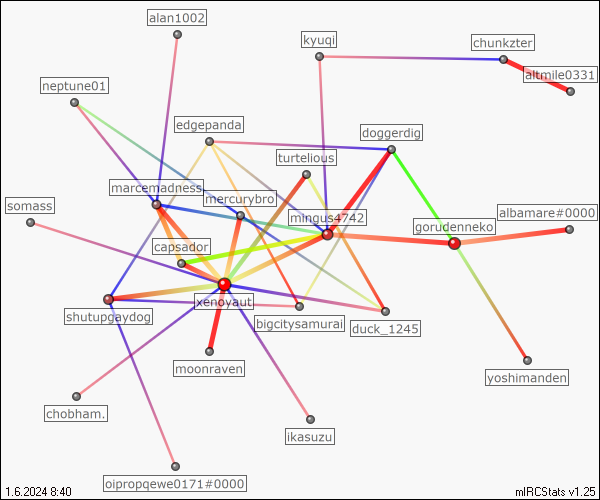 alan1002
kyuqi
chunkzter
altmile0331
neptune01
edgepanda
doggerdig
turtelious
marcemadness
mercurybro
somass
mingus4742
albamare#0000
gorudenneko
capsador
xenoyaut
shutupgaydog
bigcitysamurai
duck_1245
moonraven
yoshimanden
chobham.
ikasuzu
oipropqewe0171#0000
1.6.2024 8:40
mIRCStats v1.25